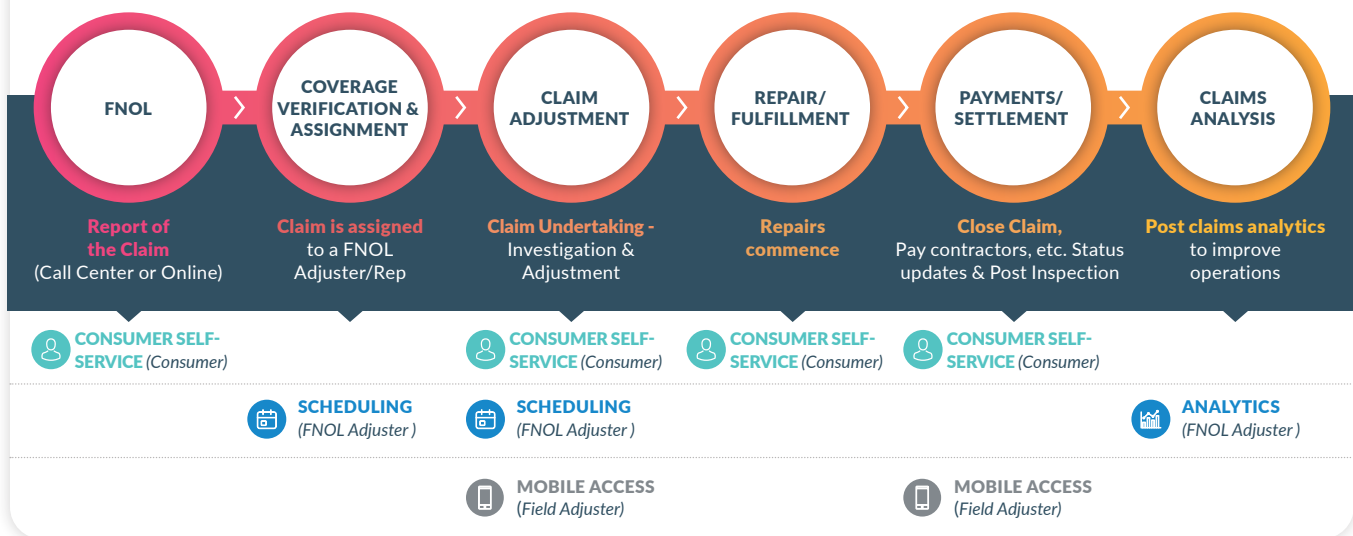 FNOL
COVERAGE
VERIFICATION &
ASSIGNMENT
CLAIM
ADJUSTMENT
REPAIR/
FULFILLMENT
PAYMENTS/
SETTLEMENT
CLAIMS
ANALYSIS
Report of
the Claim
(Call Center or Online)
Claim is assigned
to a FNOL
Adjuster/Rep
Claim Undertaking -
Investigation &
Adjustment
Repairs
commence
Close Claim,
Pay contractors, etc. Status
updates & Post Inspection
Post claims analytics
to improve
operations
CONSUMER SELF-
SERVICE (Consumer)
CONSUMER SELF-
SERVICE (Consumer)
CONSUMER SELF-
SERVICE (Consumer)
CONSUMER SELF-
SERVICE (Consumer)
SCHEDULING
(FNOL Adjuster )
SCHEDULING
(FNOL Adjuster )
ANALYTICS
(FNOL Adjuster )
MOBILE ACCESS
(Field Adjuster)
MOBILE ACCESS
(Field Adjuster)